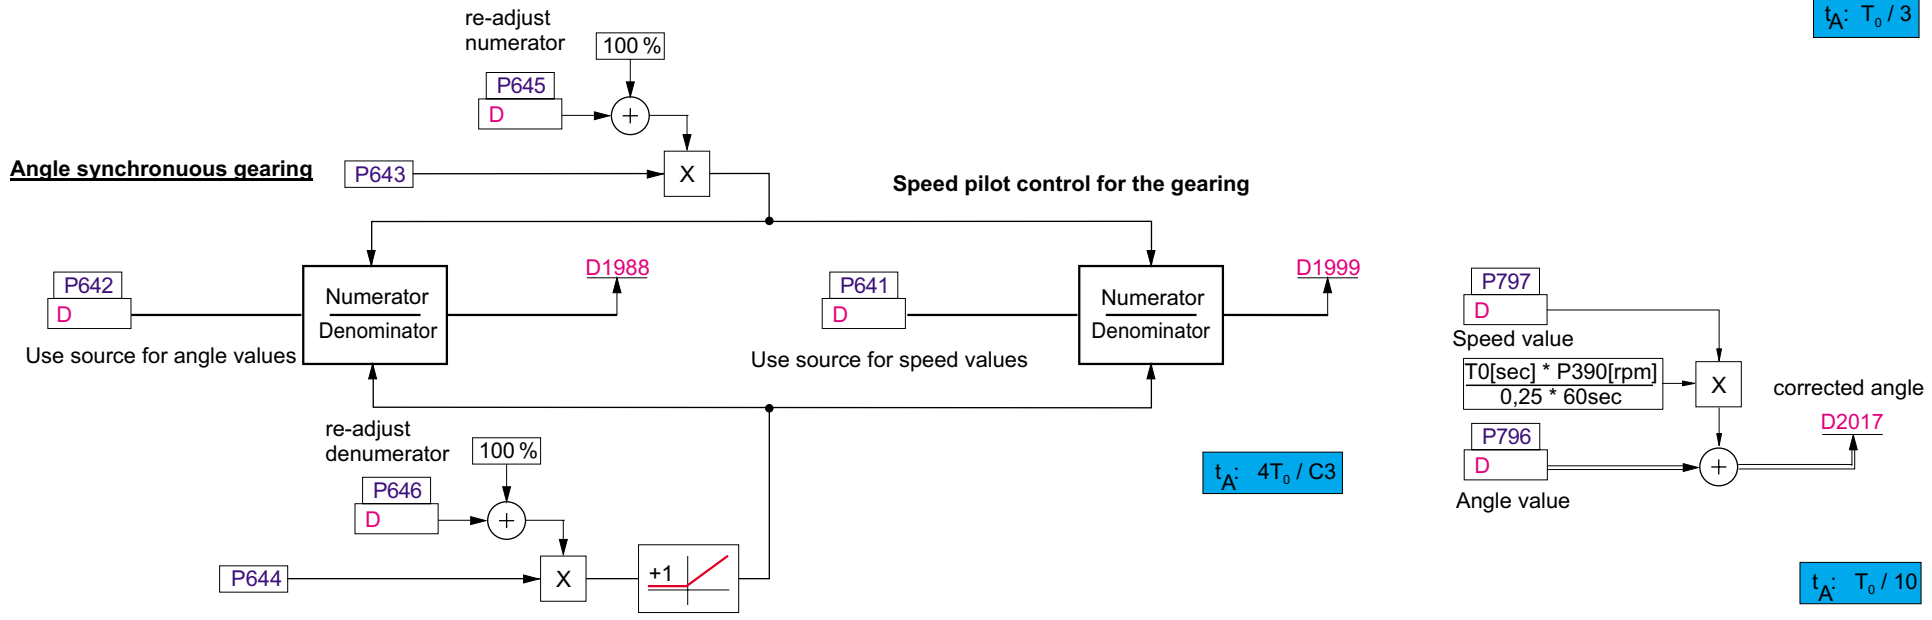 re-adjust
numerator
100 %
t_A: T₀ / 3
P645
D
+
Angle synchronuous gearing
P643
X
Speed pilot control for the gearing
P642
D
Use source for angle values
Numerator
Denominator
D1988
P641
D
Use source for speed values
Numerator
Denominator
D1999
P797
D
Speed value
T0[sec] * P390[rpm]
0,25 * 60sec
X
corrected angle
D2017
P796
D
+
Angle value
re-adjust
denumerator
100 %
P646
D
+
t_A: 4T₀ / C3
P644
X
+1
t_A: T₀ / 10